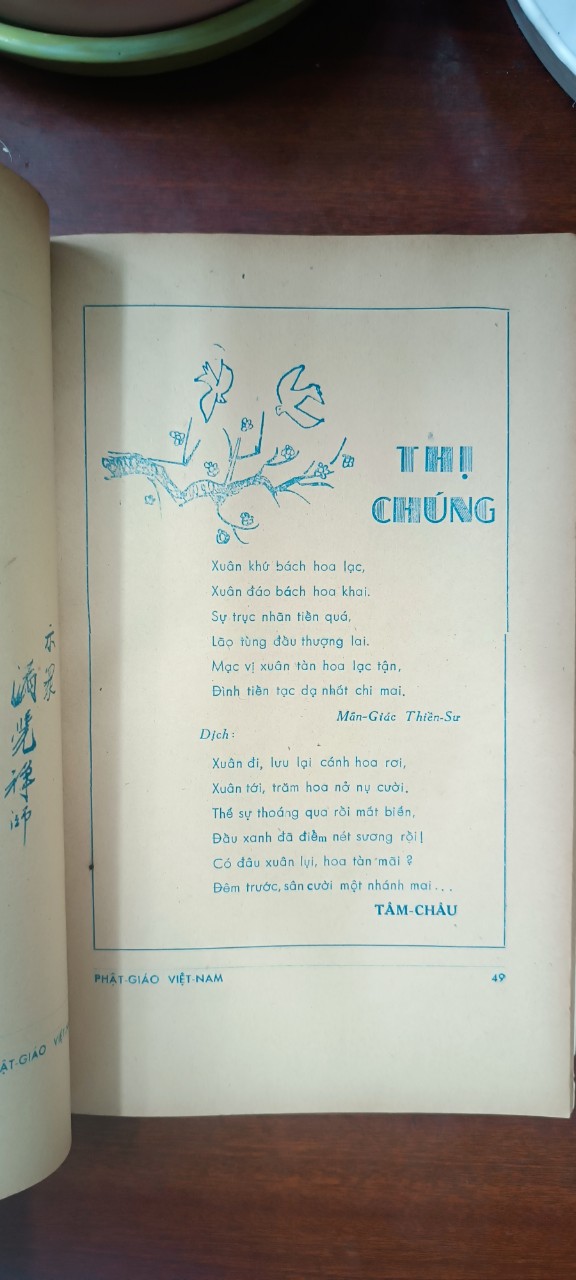 示眾
滿覺禪師
THỊ
CHÚNG
Xuân khứ bách hoa lạc,
Xuân đáo bách hoa khai.
Sự trục nhãn tiền quá,
Lão tùng đầu thượng lai.
Mạc vị xuân tàn hoa lạc tận,
Đình tiền tạc dạ nhất chi mai.
Mãn-Giác Thiền-Sư
Dịch:
Xuân đi, lưu lại cánh hoa rơi,
Xuân tới, trăm hoa nở nụ cười.
Thế sự thoáng qua rồi mất biến,
Đầu xanh đã điểm nét sương rồi!
Có đâu xuân lụi, hoa tàn mãi?
Đêm trước, sân cười một nhánh mai...
TÂM-CHÂU
PHẬT-GIÁO VIỆT-NAM
49
ẬT-GIÁO VIỆT